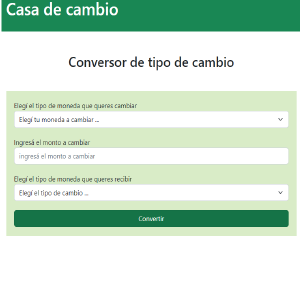 Casa de cambio
Conversor de tipo de cambio
Elegí el tipo de moneda que queres cambiar
Elegí tu moneda a cambiar ...
Ingresá el monto a cambiar
ingresá el monto a cambiar
Elegí el tipo de moneda que queres recibir
Elegí el tipo de cambio ...
Convertir